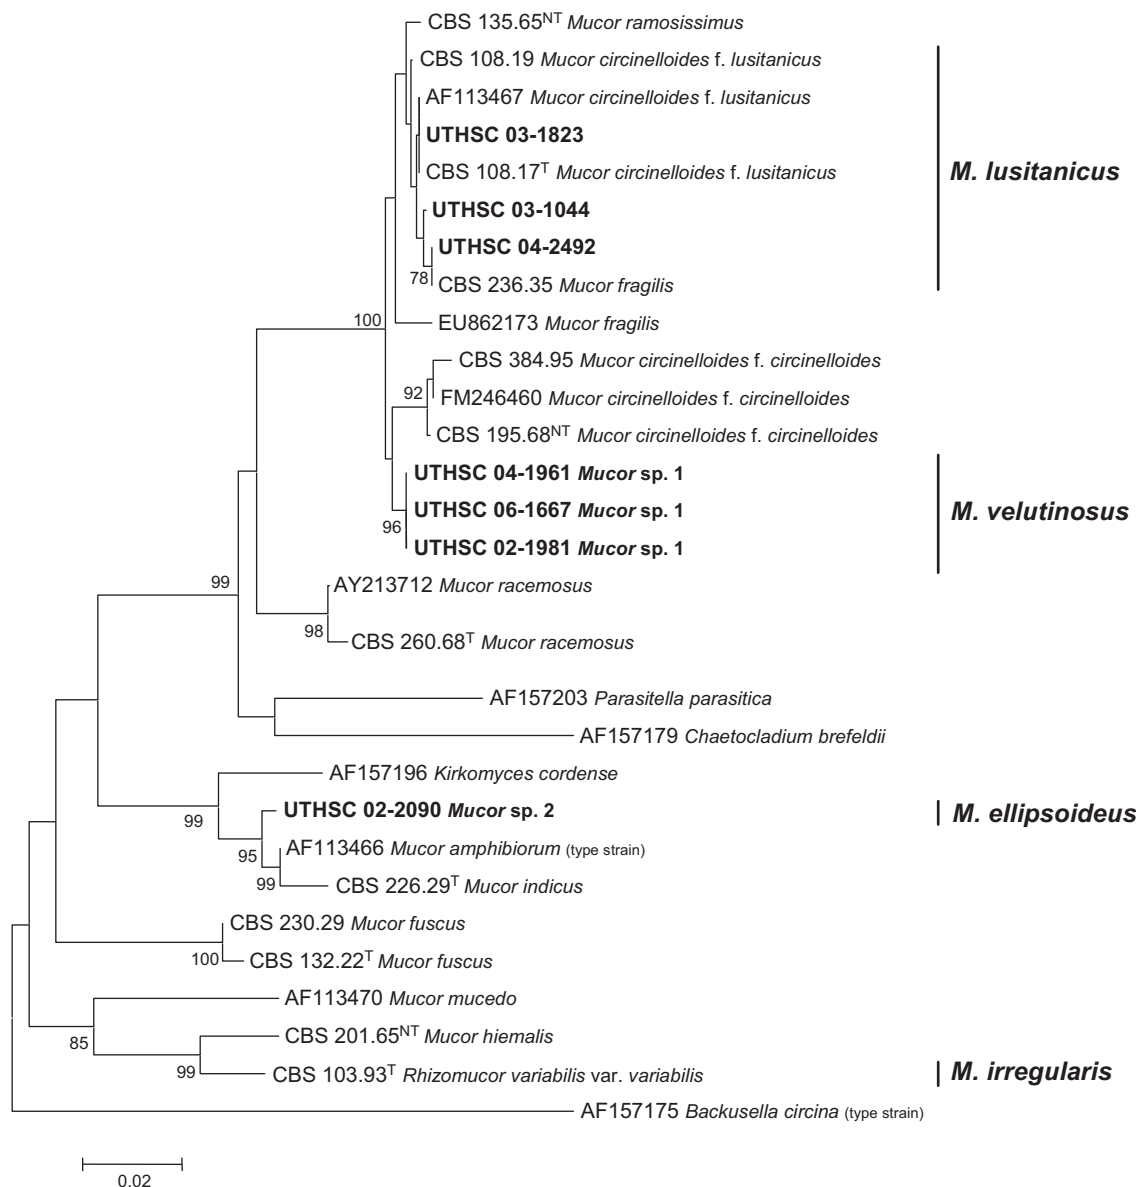 CBS 135.65NT Mucor ramosissimus
CBS 108.19 Mucor circinelloides f. lusitanicus
AF113467 Mucor circinelloides f. lusitanicus
UTHSC 03-1823
CBS 108.17T Mucor circinelloides f. lusitanicus
M. lusitanicus
UTHSC 03-1044
UTHSC 04-2492
78
CBS 236.35 Mucor fragilis
100
EU862173 Mucor fragilis
CBS 384.95 Mucor circinelloides f. circinelloides
92
FM246460 Mucor circinelloides f. circinelloides
CBS 195.68NT Mucor circinelloides f. circinelloides
UTHSC 04-1961 Mucor sp. 1
UTHSC 06-1667 Mucor sp. 1
M. velutinosus
96
UTHSC 02-1981 Mucor sp. 1
99
AY213712 Mucor racemosus
98
CBS 260.68T Mucor racemosus
AF157203 Parasitella parasitica
AF157179 Chaetocladium brefeldii
AF157196 Kirkomyces cordense
99
UTHSC 02-2090 Mucor sp. 2
M. ellipsoideus
95
AF113466 Mucor amphibiorum (type strain)
99
CBS 226.29T Mucor indicus
CBS 230.29 Mucor fuscus
100
CBS 132.22T Mucor fuscus
AF113470 Mucor mucedo
85
CBS 201.65NT Mucor hiemalis
99
CBS 103.93T Rhizomucor variabilis var. variabilis
M. irregularis
AF157175 Backusella circina (type strain)
0.02